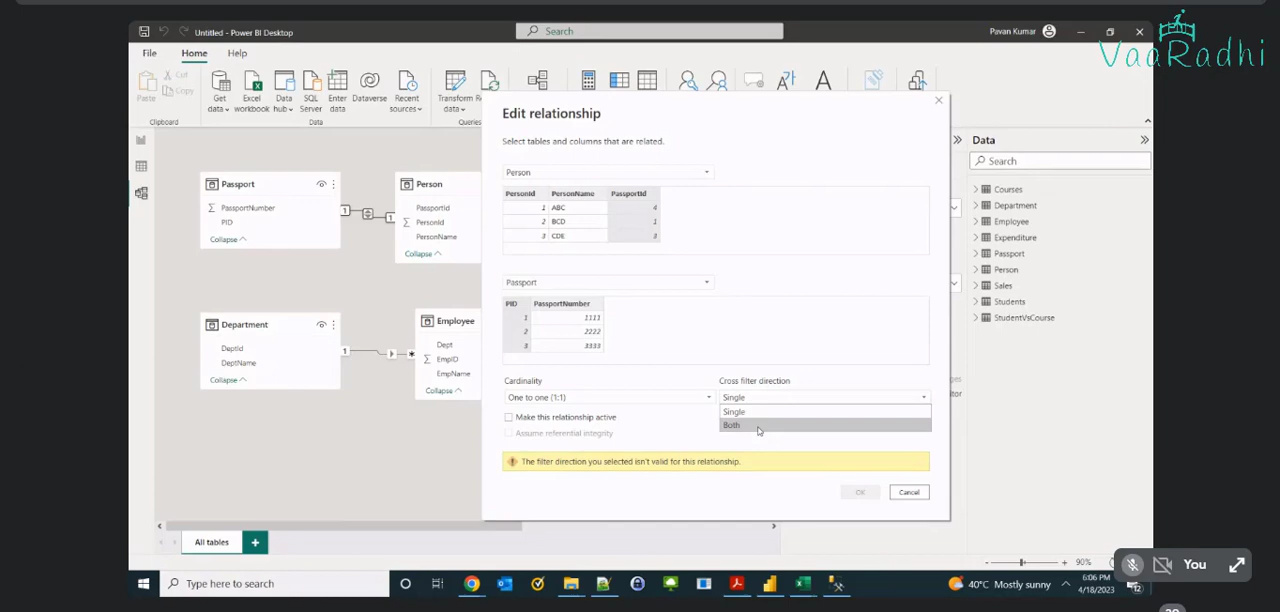 Untitled - Power BI Desktop
Search
Pavan Kumar
VaaRadhi
File
Home
Help
Paste
Cut
Copy
Get data
Excel workbook
Data hub
SQL Server
Enter data
Dataverse
Recent sources
Transform data
Clipboard
Data
Queries
Edit relationship
Select tables and columns that are related.
Person
PersonId PersonName PassportId
1 ABC 4
2 BCD 1
3 CDE 3
Passport
PID PassportNumber
1 1111
2 2222
3 3333
Cardinality
One to one (1:1)
Make this relationship active
Assume referential integrity
Cross filter direction
Single
Single
Both
The filter direction you selected isn't valid for this relationship.
OK
Cancel
Passport
PassportNumber
PID
Collapse
1
1
Person
PassportId
PersonId
PersonName
Collapse
Department
DeptId
DeptName
Collapse
1
*
Employee
Dept
EmpID
EmpName
Collapse
Data
Search
Courses
Department
Employee
Expenditure
Passport
Person
Sales
Students
StudentVsCourse
All tables
90%
Type here to search
40°C Mostly sunny
6:06 PM
4/18/2023
You